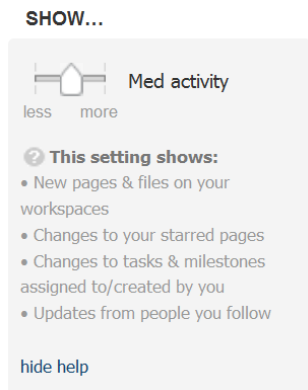 SHOW...
Med activity
less more
? This setting shows:
• New pages & files on your
workspaces
• Changes to your starred pages
• Changes to tasks & milestones
assigned to/created by you
• Updates from people you follow
hide help